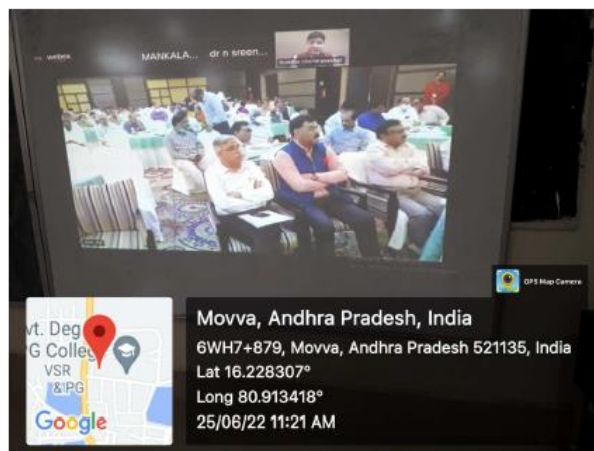 webex
MANKALA... dr n sreen...
GPS Map Camera
vt. Deg
G Colleg
VSR
&PG
Google
Movva, Andhra Pradesh, India
6WH7+879, Movva, Andhra Pradesh 521135, India
Lat 16.228307°
Long 80.913418°
25/06/22 11:21 AM